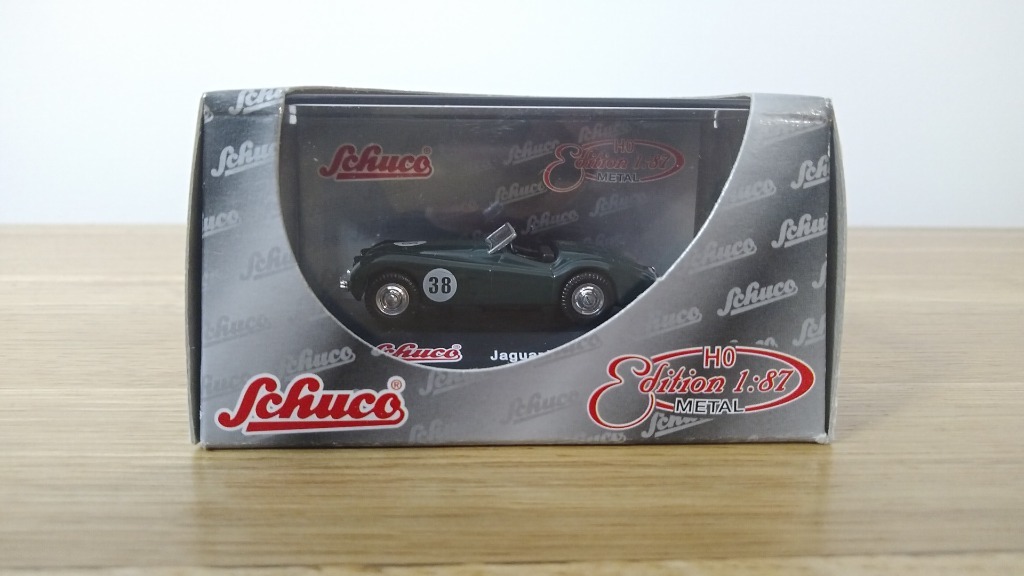 Schuco®
H0
Edition 1:87
METAL
38
Schuco Jaguar
Schuco®
H0
Edition 1:87
METAL